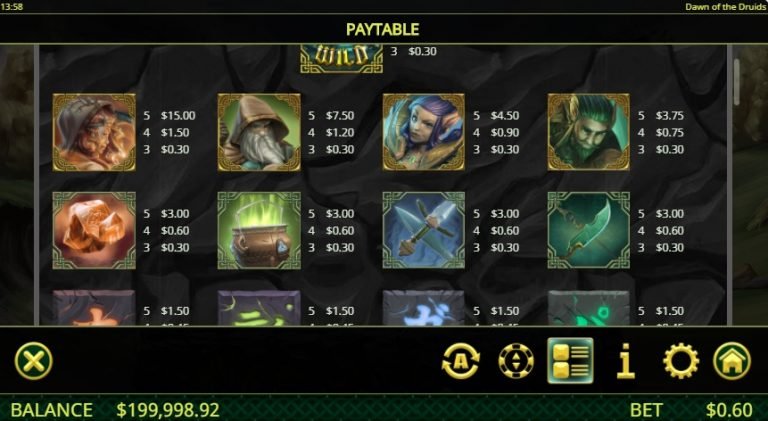 13:58 Dawn of the Druids
PAYTABLE
WILD 3 $0.30
5 $15.00 5 $7.50 5 $4.50 5 $3.75
4 $1.50 4 $1.20 4 $0.90 4 $0.75
3 $0.30 3 $0.30 3 $0.30 3 $0.30
5 $3.00 5 $3.00 5 $3.00 5 $3.00
4 $0.60 4 $0.60 4 $0.60 4 $0.60
3 $0.30 3 $0.30 3 $0.30 3 $0.30
5 $1.50 5 $1.50 5 $1.50 5 $1.50
A i
BALANCE $199,998.92 BET $0.60